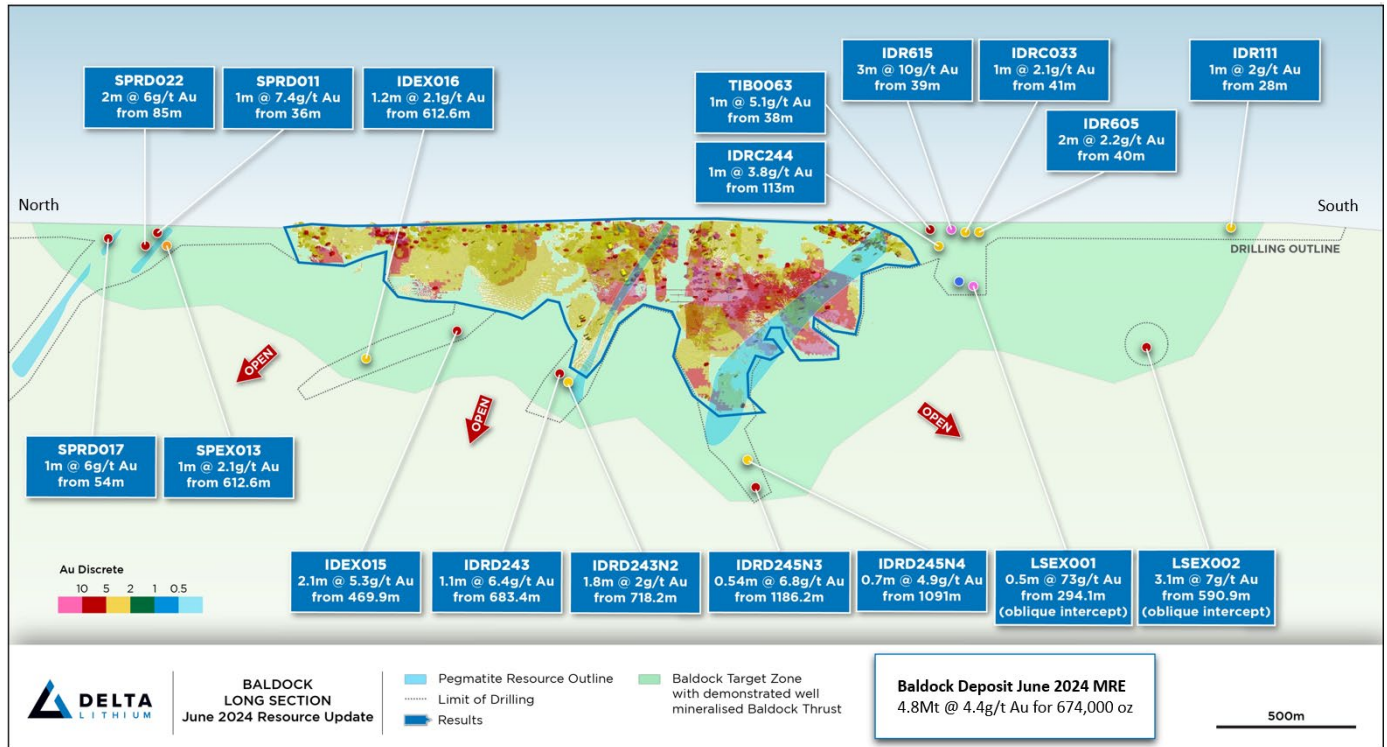 SPRD022
2m @ 6g/t Au
from 85m
SPRD011
1m @ 7.4g/t Au
from 36m
IDEX016
1.2m @ 2.1g/t Au
from 612.6m
TIB0063
1m @ 5.1g/t Au
from 38m
IDRC244
1m @ 3.8g/t Au
from 113m
IDR615
3m @ 10g/t Au
from 39m
IDRC033
1m @ 2.1g/t Au
from 41m
IDR605
2m @ 2.2g/t Au
from 40m
IDR111
1m @ 2g/t Au
from 28m
North
South
DRILLING OUTLINE
OPEN
OPEN
OPEN
SPRD017
1m @ 6g/t Au
from 54m
SPEX013
1m @ 2.1g/t Au
from 612.6m
IDEX015
2.1m @ 5.3g/t Au
from 469.9m
IDRD243
1.1m @ 6.4g/t Au
from 683.4m
IDRD243N2
1.8m @ 2g/t Au
from 718.2m
IDRD245N3
0.54m @ 6.8g/t Au
from 1186.2m
IDRD245N4
0.7m @ 4.9g/t Au
from 1091m
LSEX001
0.5m @ 73g/t Au
from 294.1m
(oblique intercept)
LSEX002
3.1m @ 7g/t Au
from 590.9m
(oblique intercept)
Au Discrete
10 5 2 1 0.5
DELTA
LITHIUM
BALDOCK
LONG SECTION
June 2024 Resource Update
Pegmatite Resource Outline
Limit of Drilling
Results
Baldock Target Zone
with demonstrated well
mineralised Baldock Thrust
Baldock Deposit June 2024 MRE
4.8Mt @ 4.4g/t Au for 674,000 oz
500m